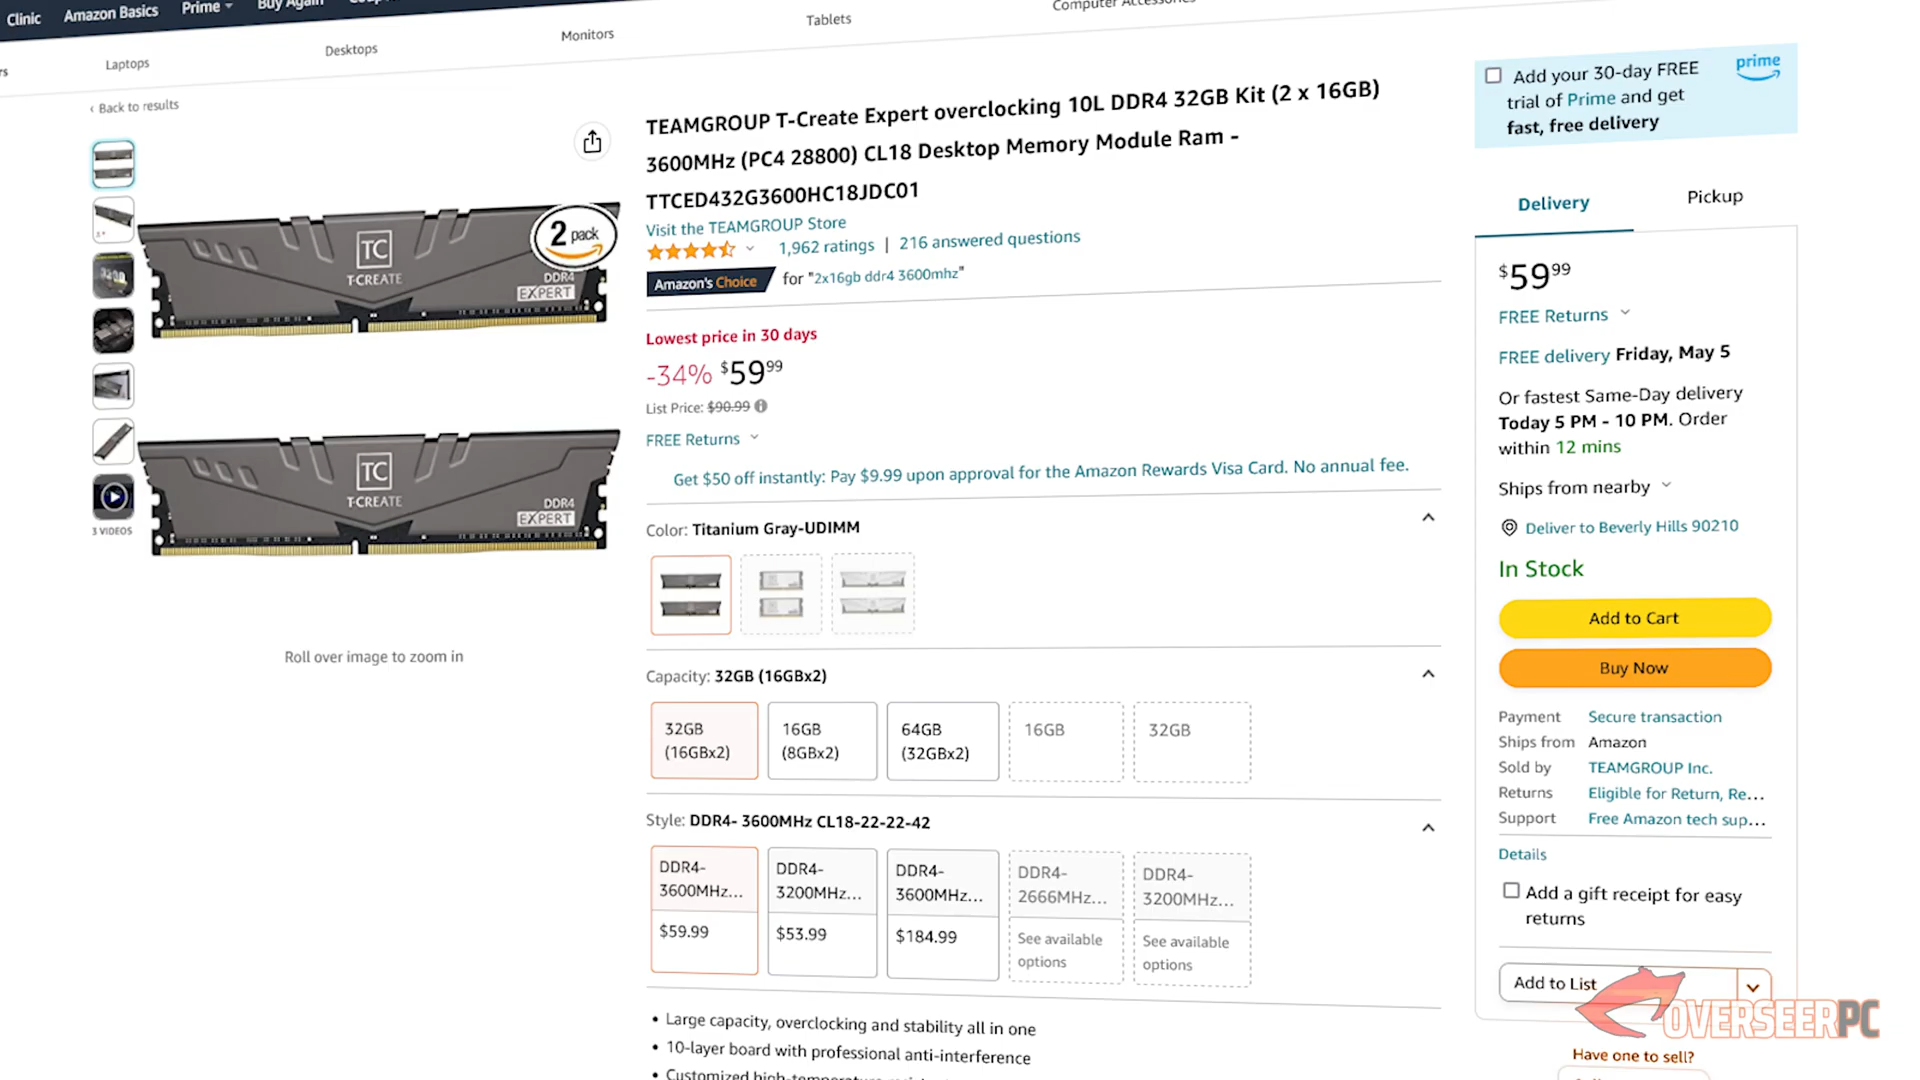 Clinic
Amazon Basics
Prime
Buy Again
Laptops
Desktops
Monitors
Tablets
Computer Accessories
‹ Back to results
TEAMGROUP T-Create Expert overclocking 10L DDR4 32GB Kit (2 x 16GB)
3600MHz (PC4 28800) CL18 Desktop Memory Module Ram -
TTCED432G3600HC18JDC01
Visit the TEAMGROUP Store
1,962 ratings | 216 answered questions
Amazon's Choice for "2x16gb ddr4 3600mhz"
2 pack
TC
T-CREATE
DDR4
EXPERT
TC
T-CREATE
DDR4
EXPERT
3 VIDEOS
Roll over image to zoom in
Lowest price in 30 days
-34% $59.99
List Price: $90.99
FREE Returns
Get $50 off instantly: Pay $9.99 upon approval for the Amazon Rewards Visa Card. No annual fee.
Color: Titanium Gray-UDIMM
Capacity: 32GB (16GBx2)
32GB
(16GBx2)
16GB
(8GBx2)
64GB
(32GBx2)
16GB
32GB
Style: DDR4- 3600MHz CL18-22-22-42
DDR4-
3600MHz...
$59.99
DDR4-
3200MHz...
$53.99
DDR4-
3600MHz...
$184.99
DDR4-
2666MHz...
See available
options
DDR4-
3200MHz...
See available
options
• Large capacity, overclocking and stability all in one
• 10-layer board with professional anti-interference
• Customized
Add your 30-day FREE
trial of Prime and get
fast, free delivery
prime
Delivery
Pickup
$59.99
FREE Returns
FREE delivery Friday, May 5
Or fastest Same-Day delivery
Today 5 PM - 10 PM. Order
within 12 mins
Ships from nearby
Deliver to Beverly Hills 90210
In Stock
Add to Cart
Buy Now
Payment Secure transaction
Ships from Amazon
Sold by TEAMGROUP Inc.
Returns Eligible for Return, Re...
Support Free Amazon tech sup...
Details
Add a gift receipt for easy
returns
Add to List
OVERSEERPC
Have one to sell?